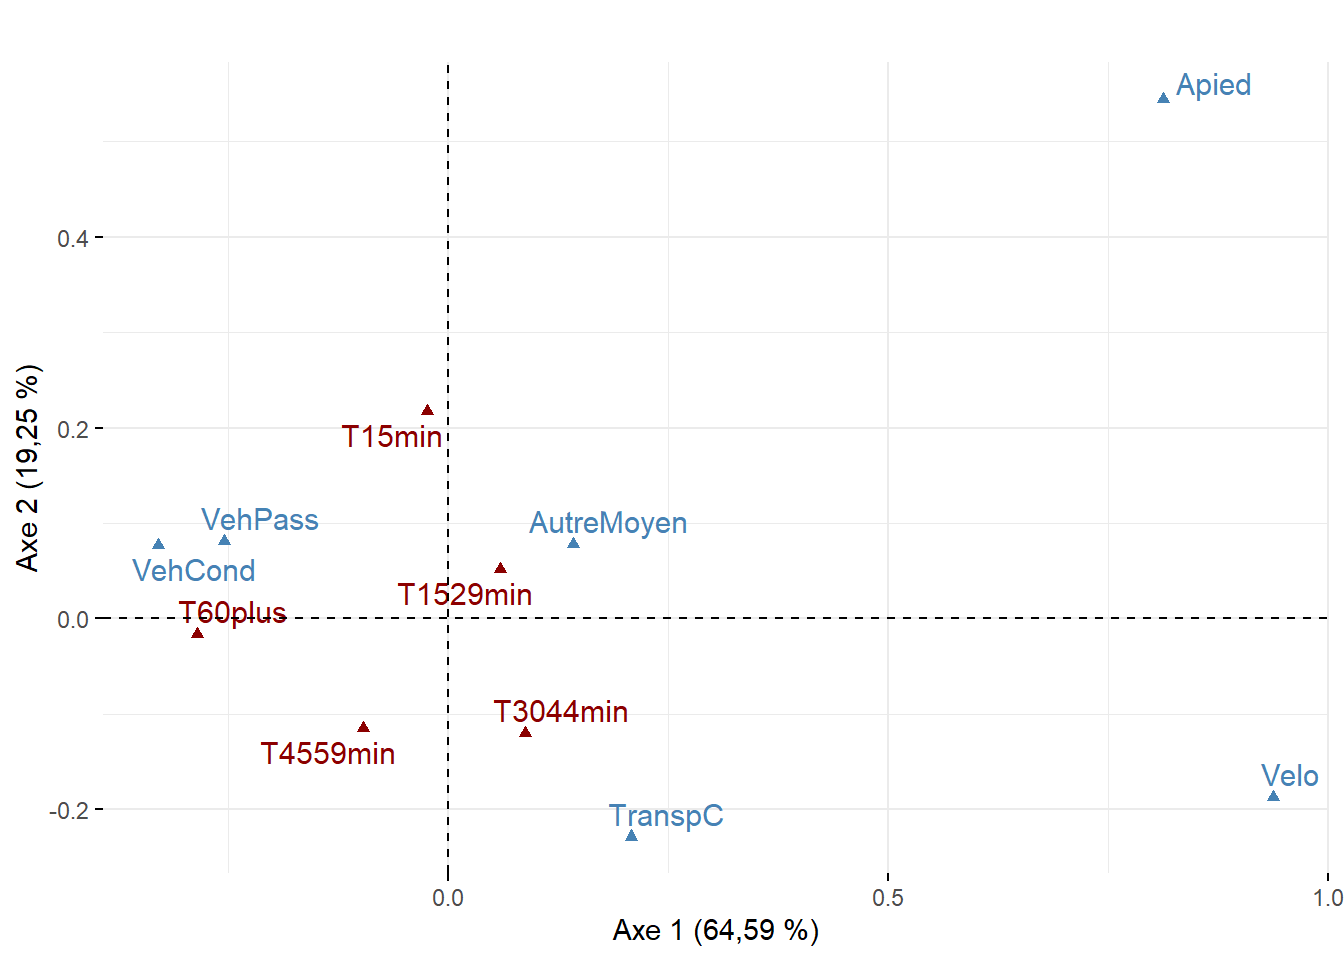 Apied
0.4
T15min
0.2
VehPass
AutreMoyen
VehCond
T1529min
T60plus
0.0
T3044min
T4559min
Velo
-0.2
TranspC
0.0
0.5
1.0
Axe 1 (64,59 %)
Axe 2 (19,25 %)